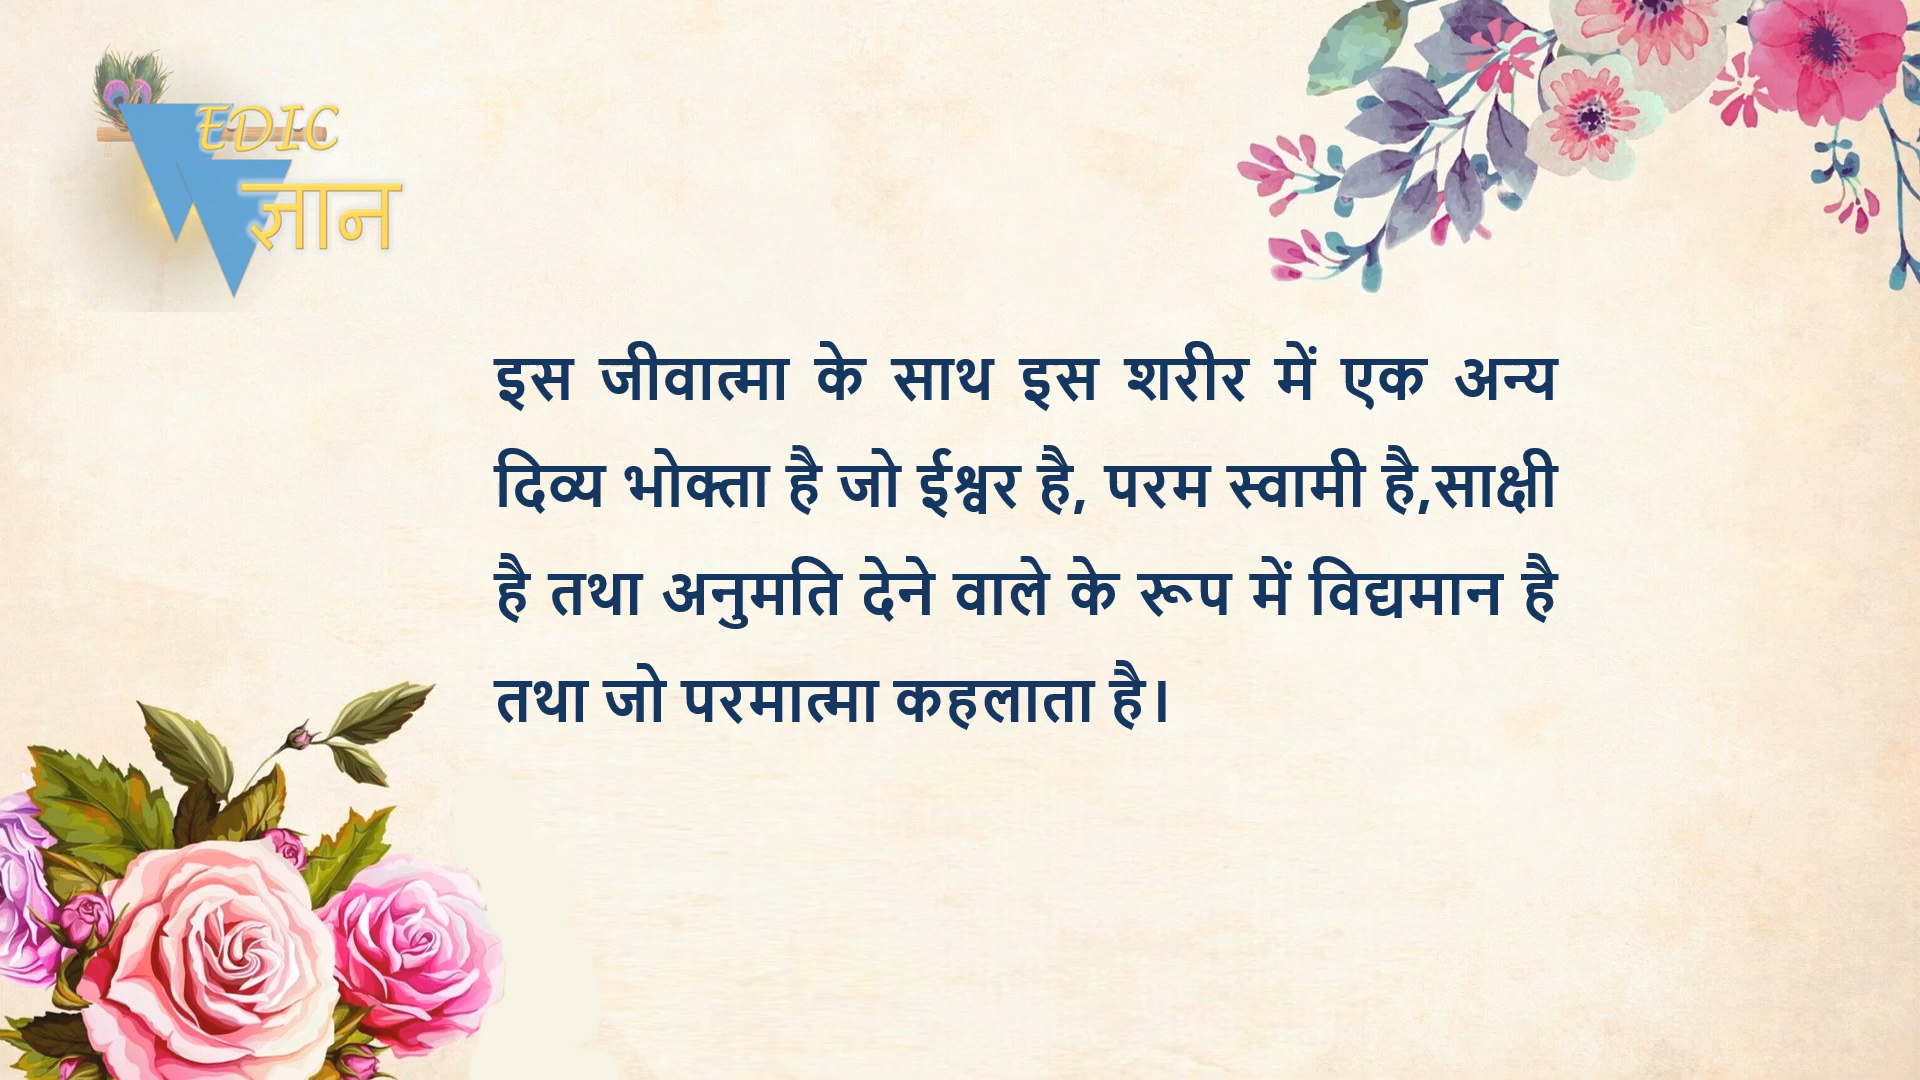 EDIC
ज्ञान
इस जीवात्मा के साथ इस शरीर में एक अन्य
दिव्य भोक्ता है जो ईश्वर है, परम स्वामी है,साक्षी
है तथा अनुमति देने वाले के रूप में विद्यमान है
तथा जो परमात्मा कहलाता है।